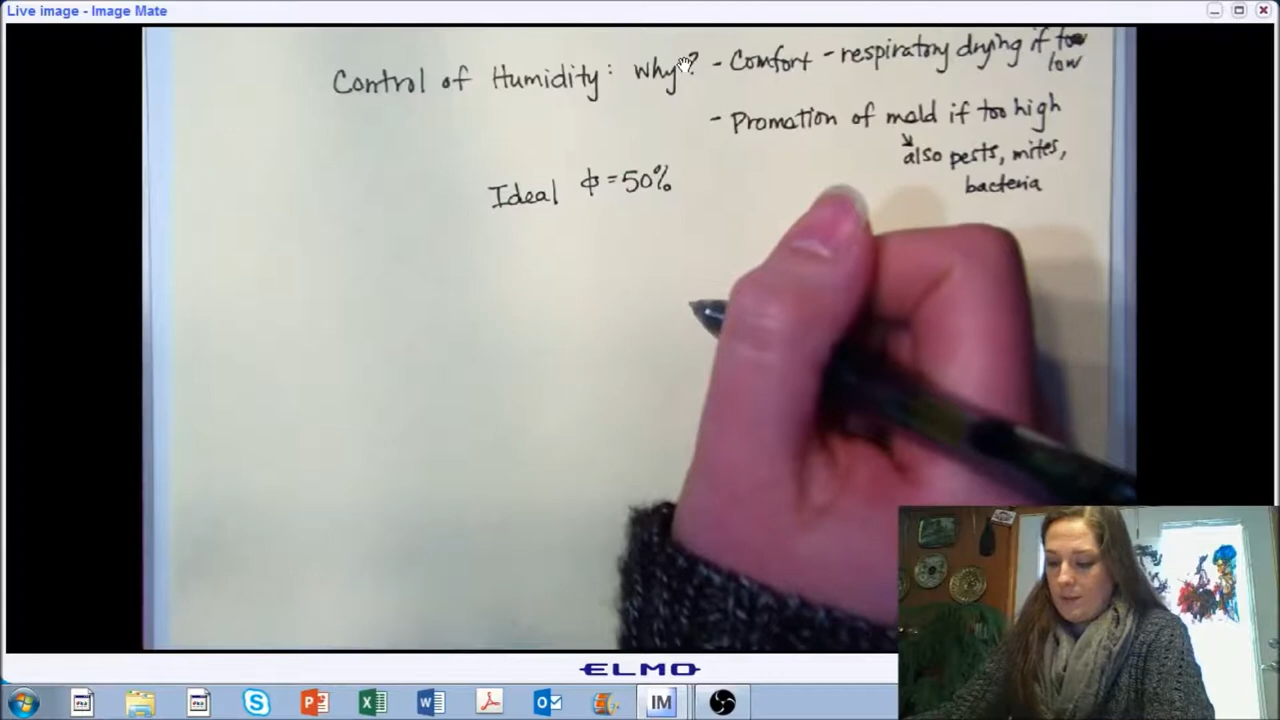 Live image - Image Mate
Control of Humidity: Why? - Comfort - respiratory drying if too low
- Promotion of mold if too high
also pests, mites,
bacteria
Ideal ϕ = 50%
ELMO
IM